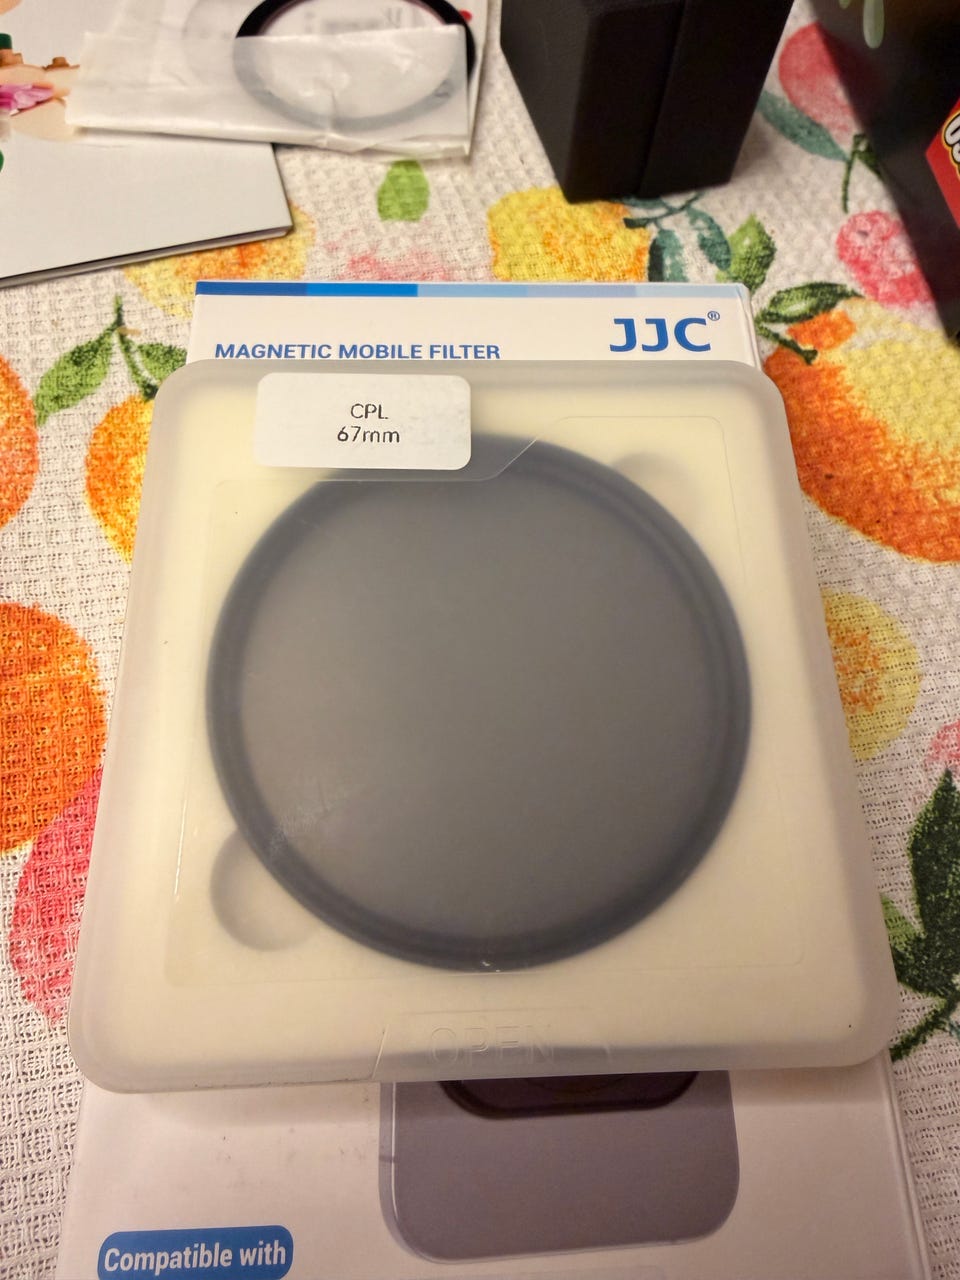 MAGNETIC MOBILE FILTER
JJC®
CPL
67mm
OPEN
Compatible with